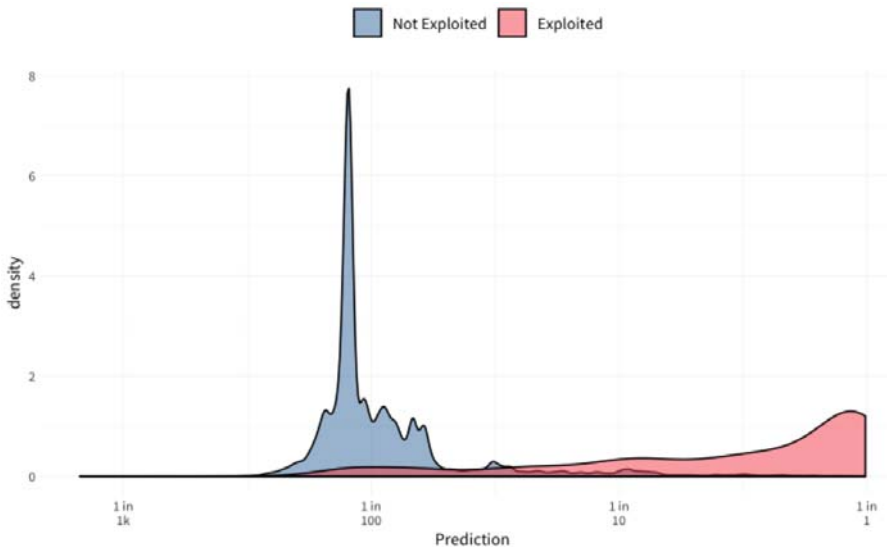 Not Exploited Exploited
8
6
4
2
0
density
1 in 1 in 1 in 1 in
1k 100 10 1
Prediction